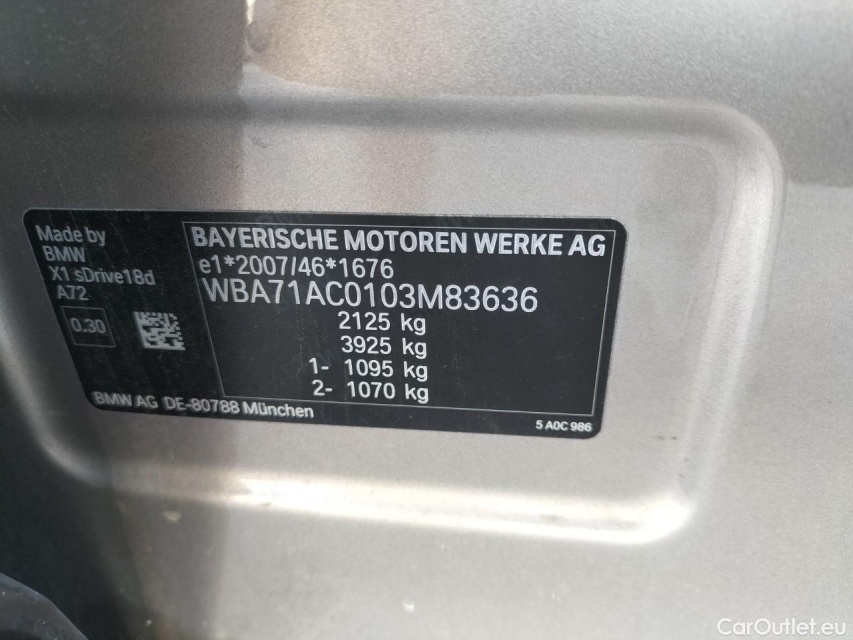 Made by
BMW
X1 sDrive18d
A72
0.30
BAYERISCHE MOTOREN WERKE AG
e1*2007/46*1676
WBA71AC0103M83636
2125 kg
3925 kg
1- 1095 kg
2- 1070 kg
BMW AG DE-80788 München
5 A0C 986
CarOutlet.eu